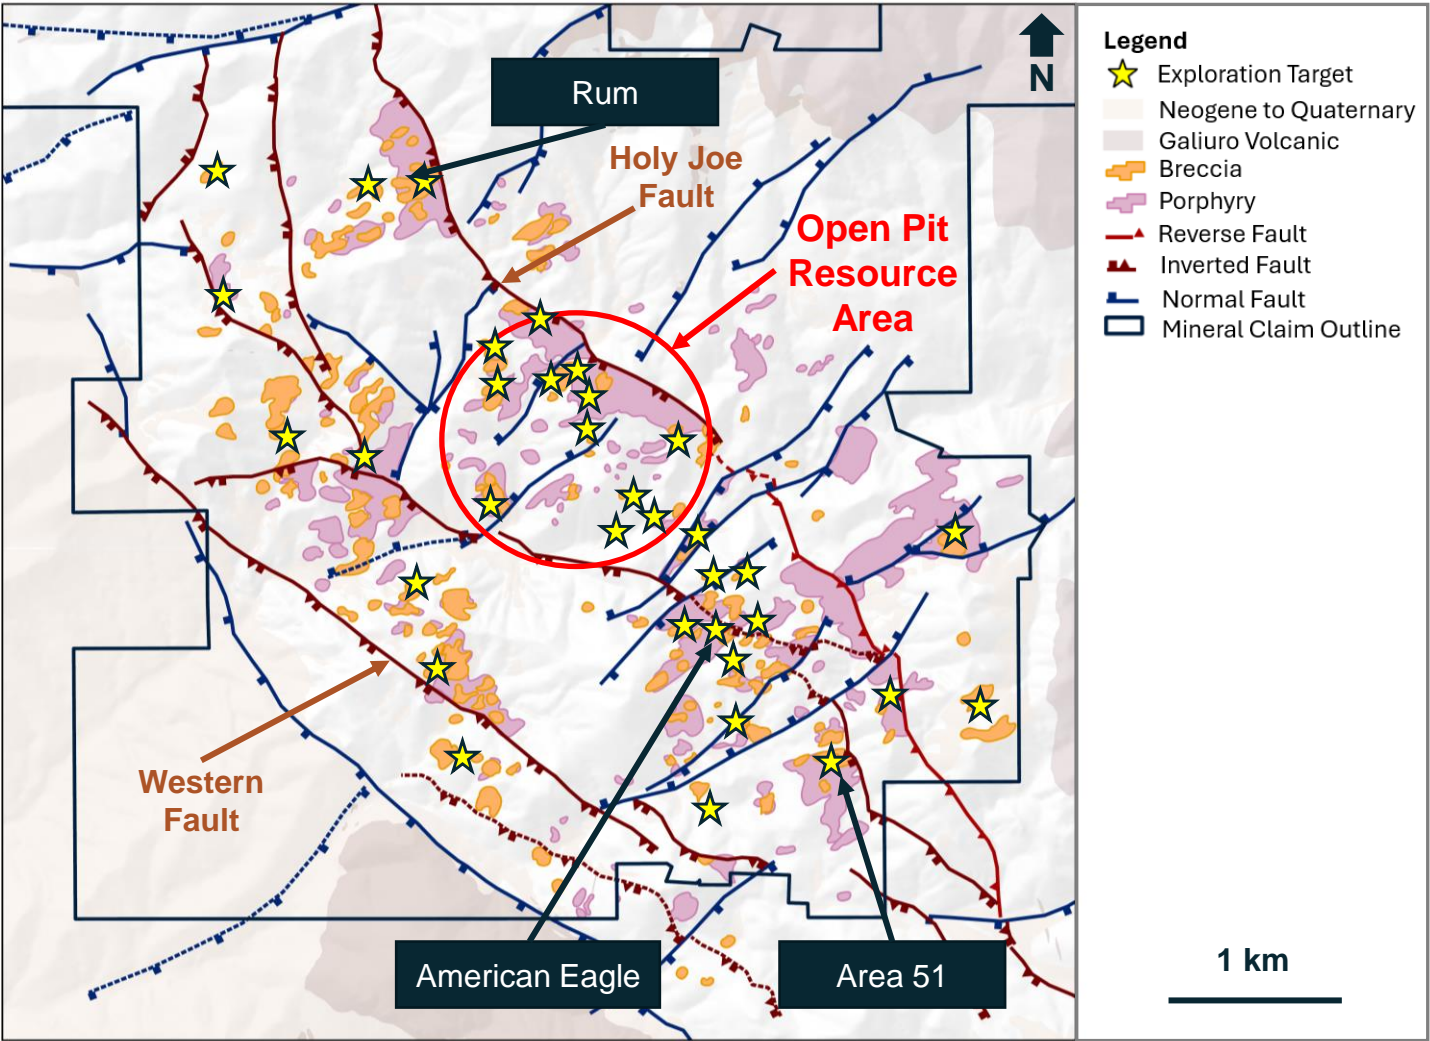 Rum
Holy Joe
Fault
Open Pit
Resource
Area
Western
Fault
American Eagle
Area 51
N
Legend
Exploration Target
Neogene to Quaternary
Galiuro Volcanic
Breccia
Porphyry
Reverse Fault
Inverted Fault
Normal Fault
Mineral Claim Outline
1 km